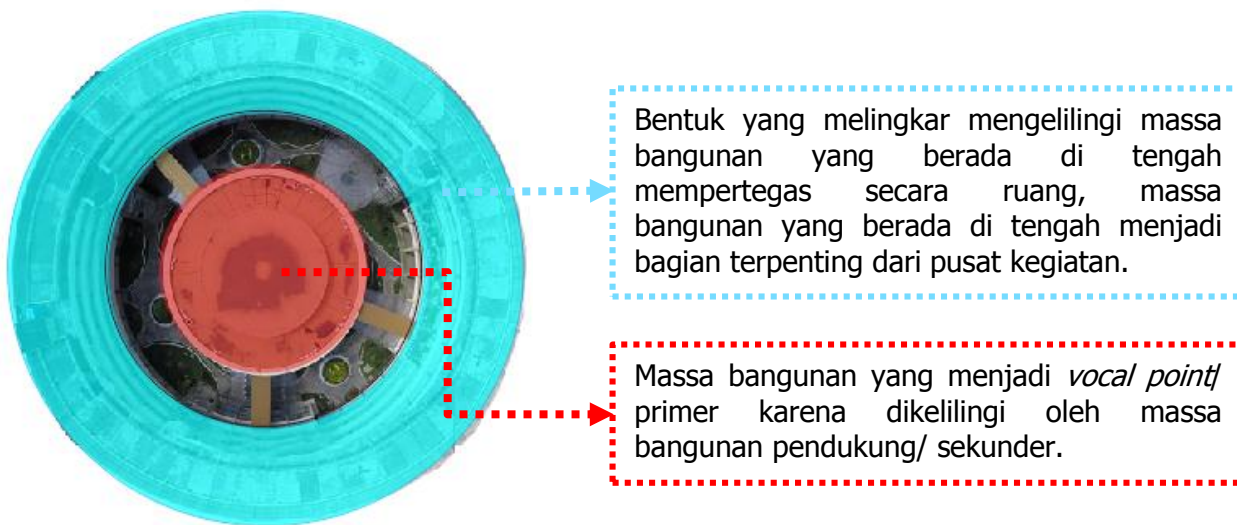 Bentuk yang melingkar mengelilingi massa
bangunan yang berada di tengah
mempertegas secara ruang, massa
bangunan yang berada di tengah menjadi
bagian terpenting dari pusat kegiatan.
Massa bangunan yang menjadi vocal point/
primer karena dikelilingi oleh massa
bangunan pendukung/ sekunder.